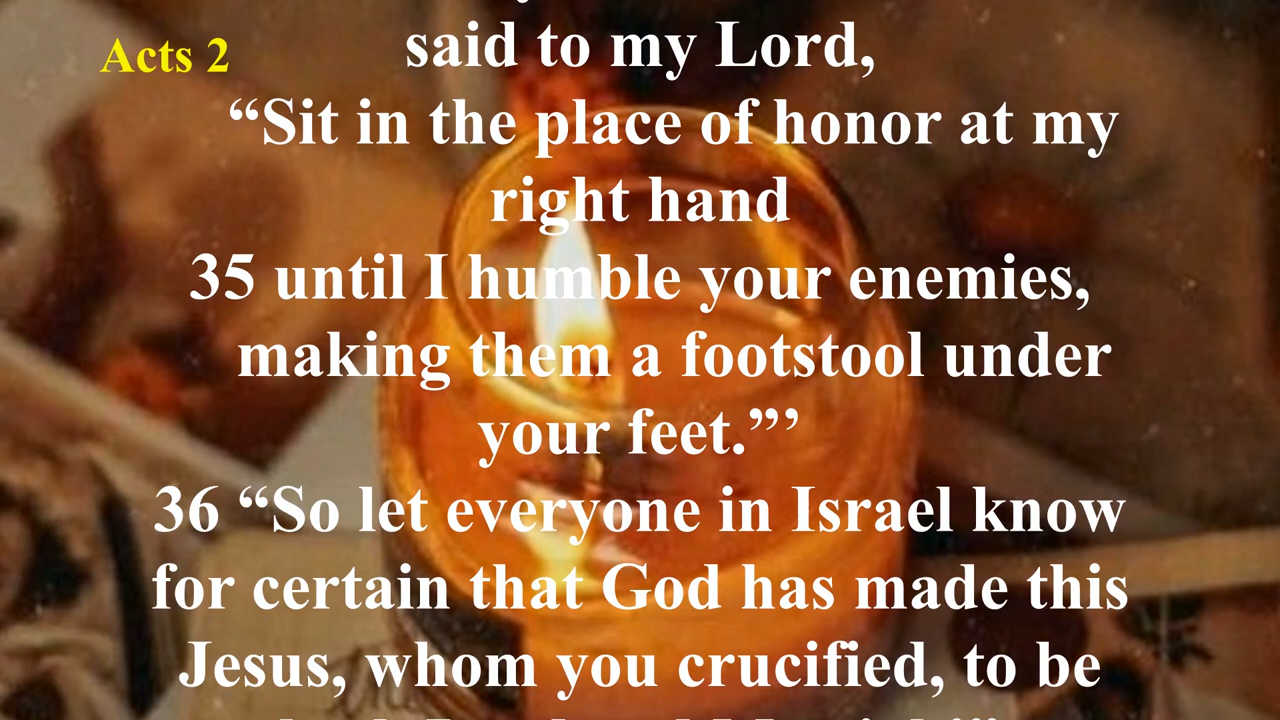 Acts 2
said to my Lord,
“Sit in the place of honor at my
right hand
35 until I humble your enemies,
making them a footstool under
your feet.”’
36 “So let everyone in Israel know
for certain that God has made this
Jesus, whom you crucified, to be